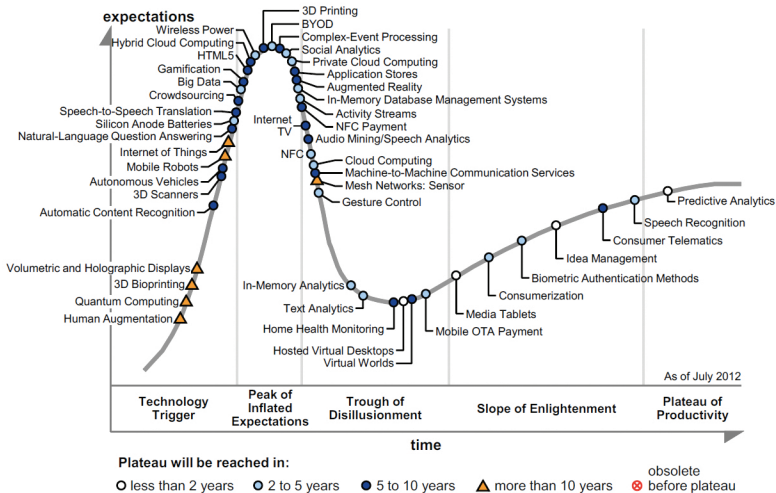 expectations
3D Printing
BYOD
Wireless Power
Complex-Event Processing
Hybrid Cloud Computing
Social Analytics
HTML5
Private Cloud Computing
Gamification
Application Stores
Big Data
Augmented Reality
Crowdsourcing
In-Memory Database Management Systems
Speech-to-Speech Translation
Activity Streams
Silicon Anode Batteries
NFC Payment
Natural-Language Question Answering
Internet
TV
Audio Mining/Speech Analytics
Internet of Things
NFC
Mobile Robots
Cloud Computing
Autonomous Vehicles
Machine-to-Machine Communication Services
3D Scanners
Mesh Networks: Sensor
Automatic Content Recognition
Gesture Control
Predictive Analytics
Speech Recognition
Consumer Telematics
Idea Management
Volumetric and Holographic Displays
Biometric Authentication Methods
3D Bioprinting
In-Memory Analytics
Consumerization
Quantum Computing
Text Analytics
Media Tablets
Human Augmentation
Home Health Monitoring
Mobile OTA Payment
Hosted Virtual Desktops
Virtual Worlds
As of July 2012
Technology
Trigger
Peak of
Inflated
Expectations
Trough of
Disillusionment
Slope of Enlightenment
Plateau of
Productivity
time
Plateau will be reached in:
less than 2 years
2 to 5 years
5 to 10 years
more than 10 years
obsolete
before plateau